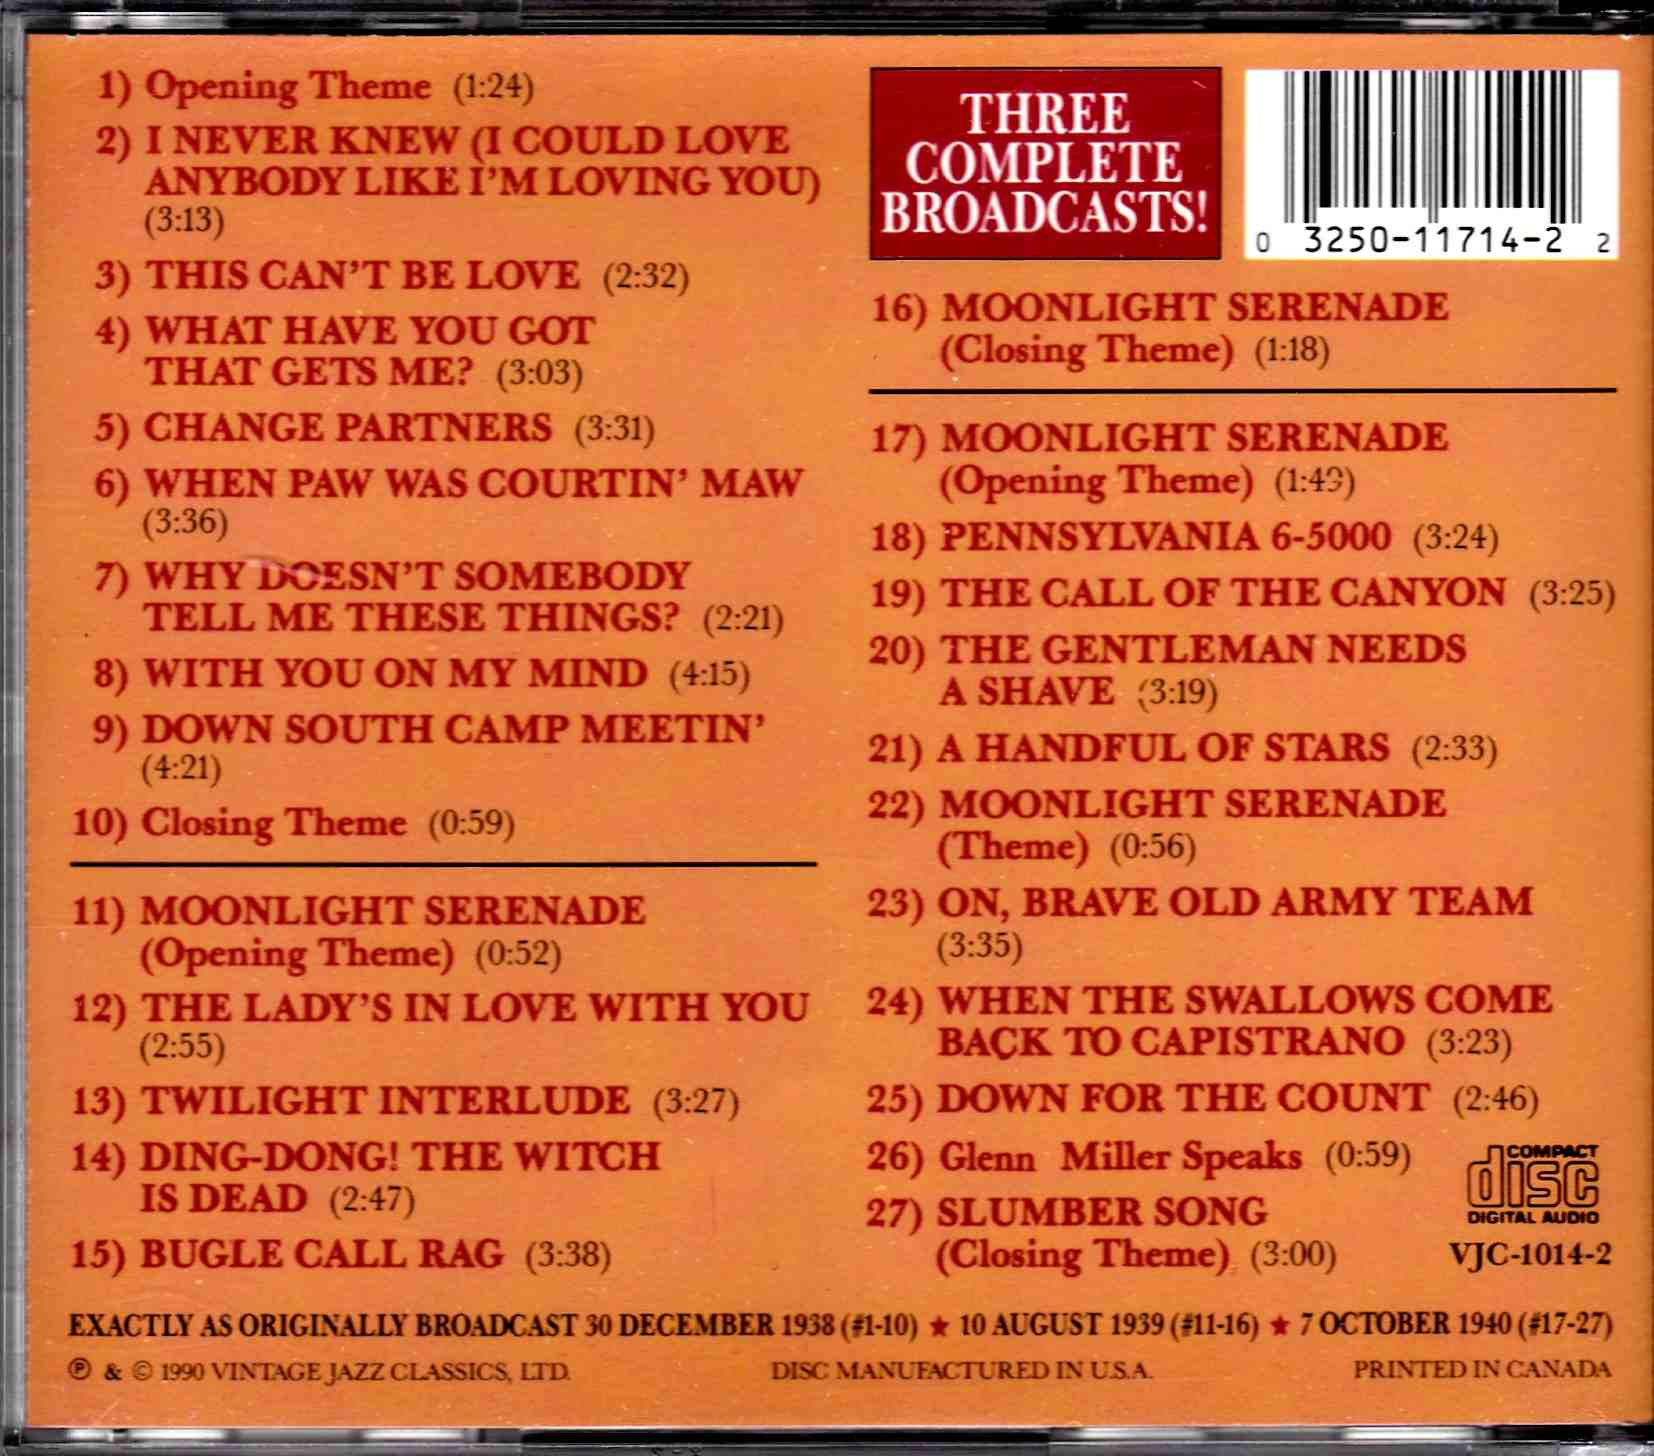 1) Opening Theme (1:24)
2) I NEVER KNEW (I COULD LOVE
ANYBODY LIKE I'M LOVING YOU)
(3:13)
3) THIS CAN'T BE LOVE (2:32)
4) WHAT HAVE YOU GOT
THAT GETS ME? (3:03)
5) CHANGE PARTNERS (3:31)
6) WHEN PAW WAS COURTIN' MAW
(3:36)
7) WHY DOESN'T SOMEBODY
TELL ME THESE THINGS? (2:21)
8) WITH YOU ON MY MIND (4:15)
9) DOWN SOUTH CAMP MEETIN'
(4:21)
10) Closing Theme (0:59)
11) MOONLIGHT SERENADE
(Opening Theme) (0:52)
12) THE LADY'S IN LOVE WITH YOU
(2:55)
13) TWILIGHT INTERLUDE (3:27)
14) DING-DONG! THE WITCH
IS DEAD (2:47)
15) BUGLE CALL RAG (3:38)
THREE
COMPLETE
BROADCASTS!
0 3250-11714-2 2
16) MOONLIGHT SERENADE
(Closing Theme) (1:18)
17) MOONLIGHT SERENADE
(Opening Theme)
18) PENNSYLVANIA 6-5000 (3:24)
19) THE CALL OF THE CANYON (3:25)
20) THE GENTLEMAN NEEDS
A SHAVE (3:19)
21) A HANDFUL OF STARS (2:33)
22) MOONLIGHT SERENADE
(Theme) (0:56)
23) ON, BRAVE OLD ARMY TEAM
(3:35)
24) WHEN THE SWALLOWS COME
BACK TO CAPISTRANO (3:23)
25) DOWN FOR THE COUNT (2:46)
26) Glenn Miller Speaks (0:59)
27) SLUMBER SONG
(Closing Theme) (3:00)
COMPACT
disc
DIGITAL AUDIO
VJC-1014-2
EXACTLY AS ORIGINALLY BROADCAST 30 DECEMBER 1938 (#1-10) ★ 10 AUGUST 1939 (#11-16) ★ 7 OCTOBER 1940 (#17-27)
℗ & © 1990 VINTAGE JAZZ CLASSICS, LTD. DISC MANUFACTURED IN U.S.A. PRINTED IN CANADA